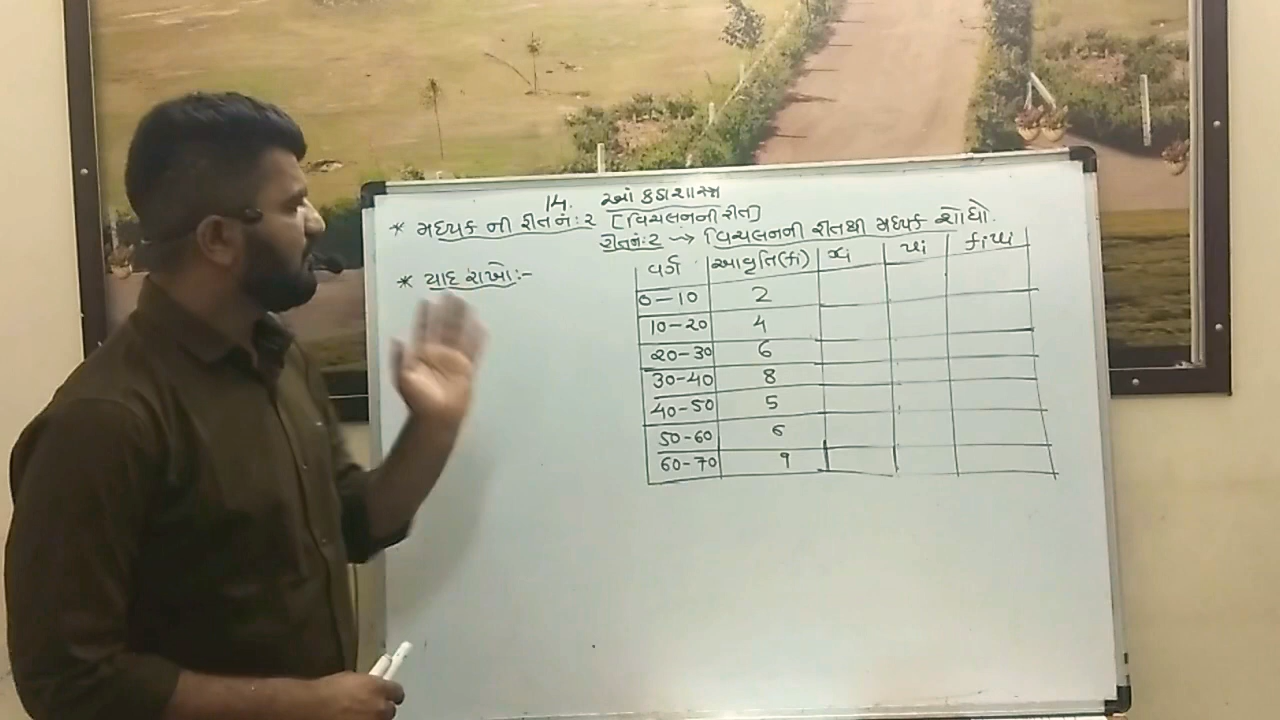 14. આંકડાશાસ્ત્ર
* મધ્યક ની રીત નં:૨ [વિચલનની રીત]
રીતનં:૨ → વિચલનની રીતથી મધ્યક શોધો.
* યાદ રાખો:-
વર્ગ આવૃતિ(fi) xi ui fiui
0-10 2
10-20 4
20-30 6
30-40 8
40-50 5
50-60 6
60-70 9